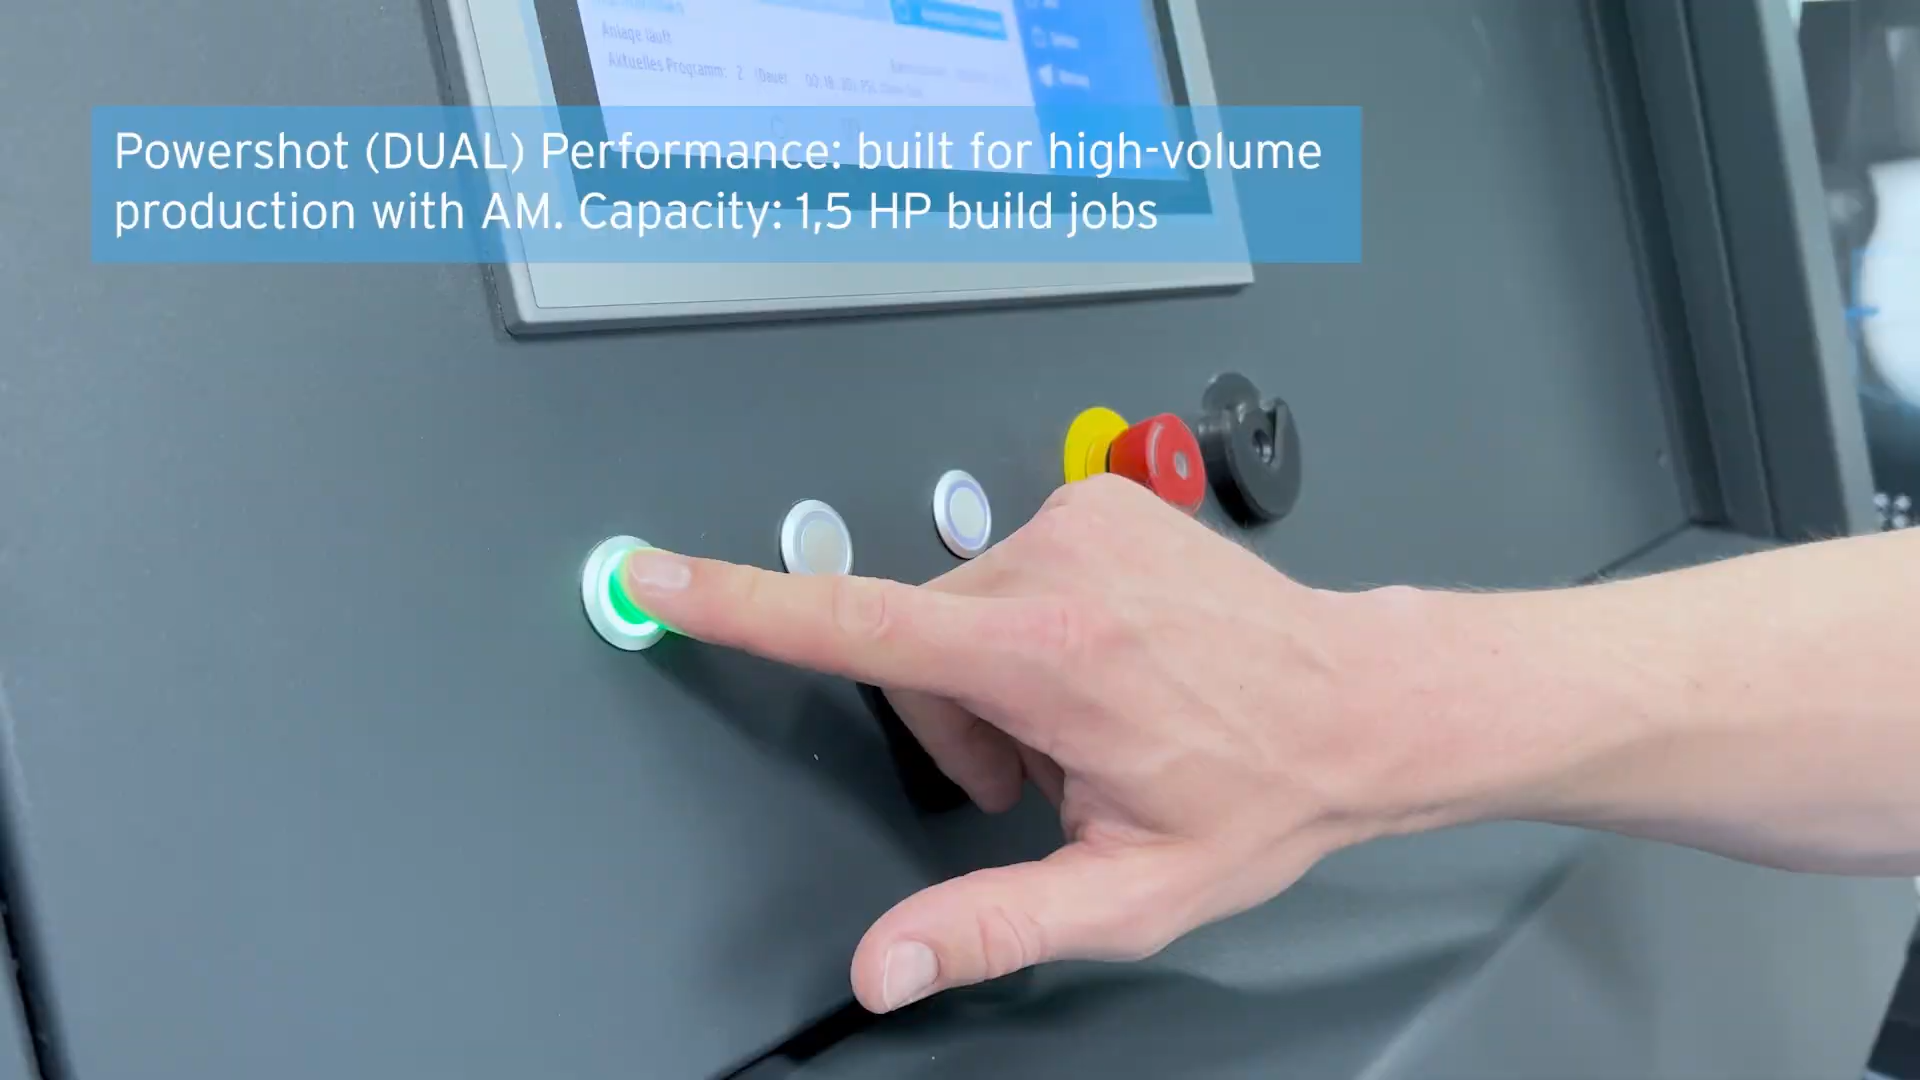 Anlage läuft
Aktuelles Programm: 2 (Dauer
Powershot (DUAL) Performance: built for high-volume
production with AM. Capacity: 1,5 HP build jobs